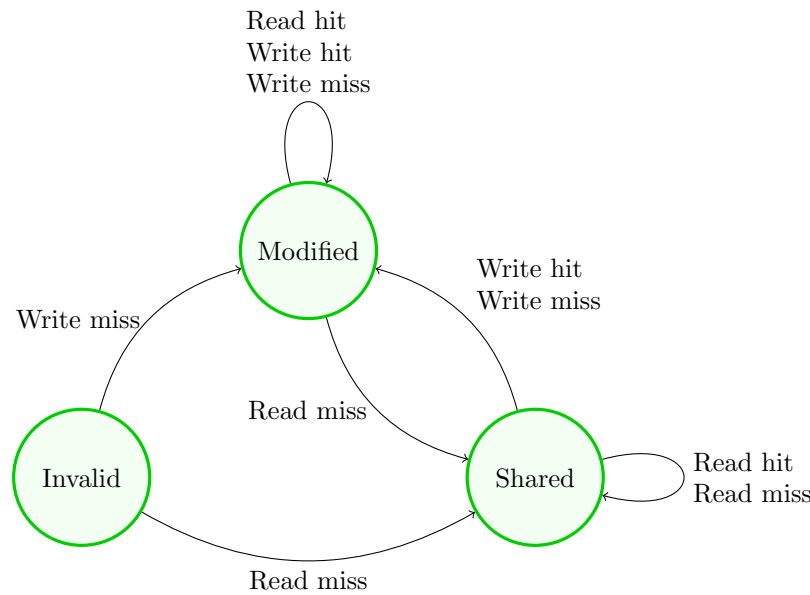 Read hit
Write hit
Write miss
Modified
Write hit
Write miss
Write miss
Read miss
Invalid
Shared
Read hit
Read miss
Read miss